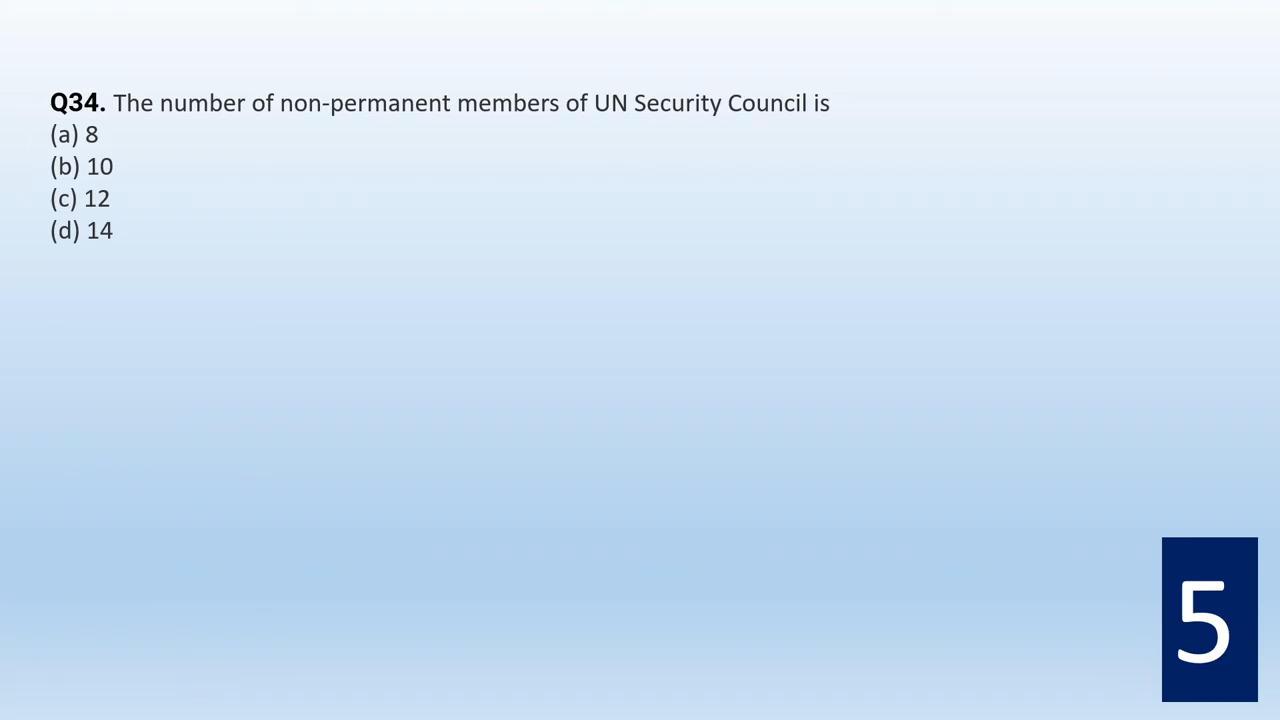 Q34. The number of non-permanent members of UN Security Council is
(a) 8
(b) 10
(c) 12
(d) 14
5